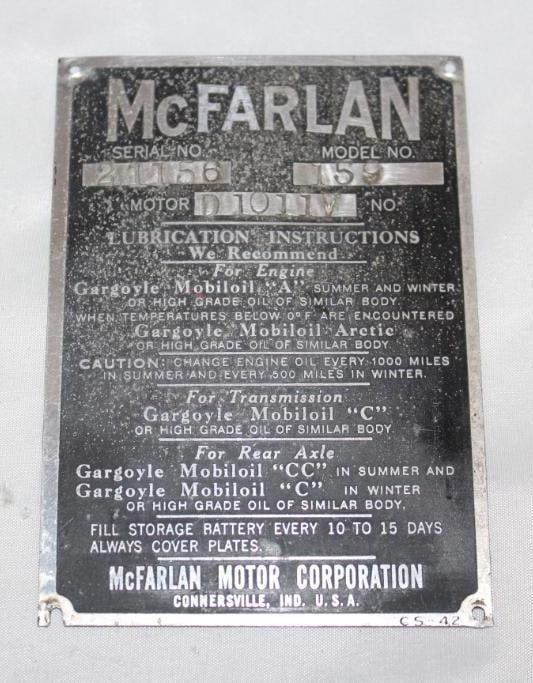 McFARLAN
SERIAL NO. MODEL NO.
21156 159
MOTOR D1011V NO.
LUBRICATION INSTRUCTIONS
We Recommend
For Engine
Gargoyle Mobiloil "A" SUMMER AND WINTER
OR HIGH GRADE OIL OF SIMILAR BODY.
WHEN TEMPERATURES BELOW 0°F ARE ENCOUNTERED
Gargoyle Mobiloil Arctic
OR HIGH GRADE OIL OF SIMILAR BODY.
CAUTION: CHANGE ENGINE OIL EVERY 1000 MILES
IN SUMMER AND EVERY 500 MILES IN WINTER.
For Transmission
Gargoyle Mobiloil "C"
OR HIGH GRADE OIL OF SIMILAR BODY
For Rear Axle
Gargoyle Mobiloil "CC" IN SUMMER AND
Gargoyle Mobiloil "C" IN WINTER
OR HIGH GRADE OIL OF SIMILAR BODY.
FILL STORAGE BATTERY EVERY 10 TO 15 DAYS
ALWAYS COVER PLATES.
McFARLAN MOTOR CORPORATION
CONNERSVILLE, IND. U.S.A.
CS-42